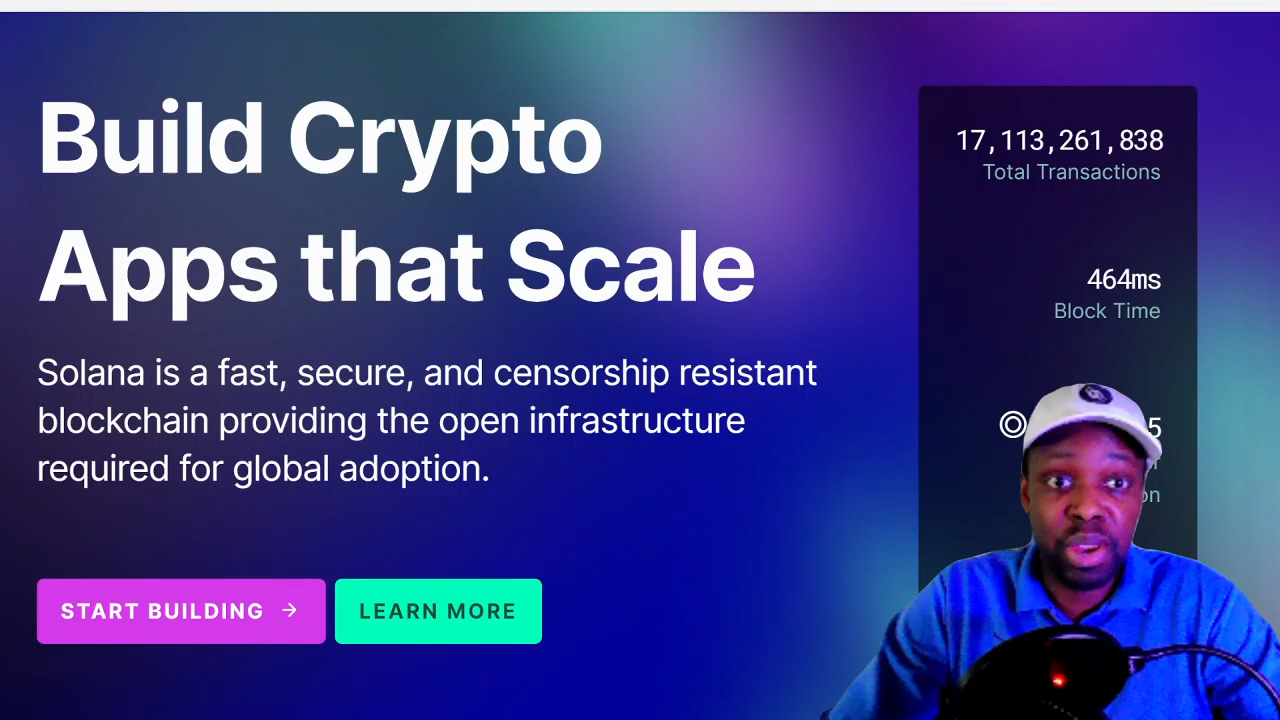 Build Crypto
Apps that Scale
Solana is a fast, secure, and censorship resistant
blockchain providing the open infrastructure
required for global adoption.
START BUILDING →
LEARN MORE
17,113,261,838
Total Transactions
464ms
Block Time